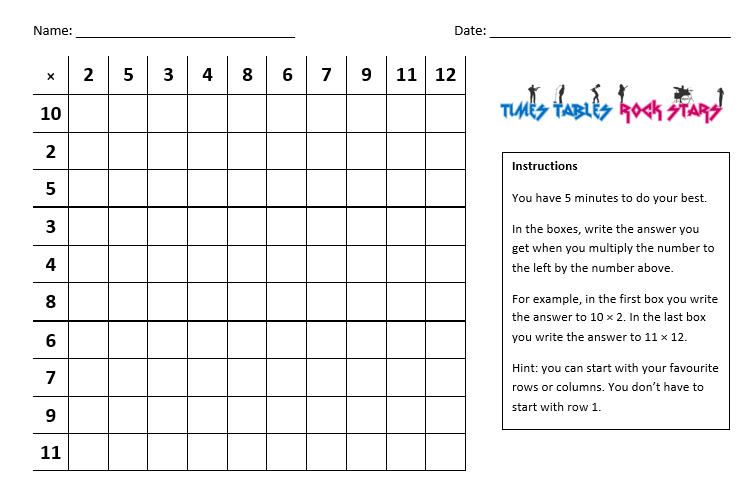 Name: ____________________ Date: ____________________
× 2 5 3 4 8 6 7 9 11 12
10
2
5
3
4
8
6
7
9
11
TIMES TABLES ROCK STARS
Instructions
You have 5 minutes to do your best.
In the boxes, write the answer you
get when you multiply the number to
the left by the number above.
For example, in the first box you write
the answer to 10 × 2. In the last box
you write the answer to 11 × 12.
Hint: you can start with your favourite
rows or columns. You don’t have to
start with row 1.